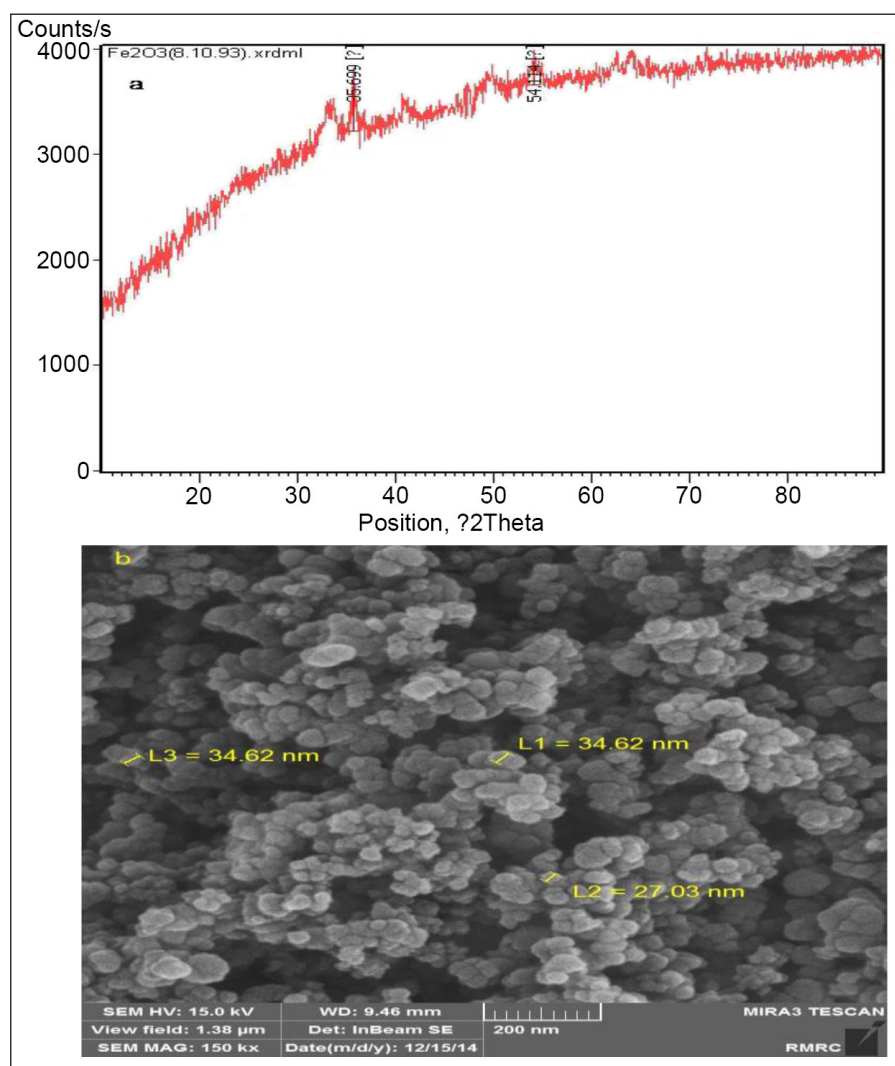 Counts/s
4000
Fe2O3(8.10.93).xrdml
a
35.699 [?]
54.114 [?]
3000
2000
1000
0
20 30 40 50 60 70 80
Position, ?2Theta
b
L3 = 34.62 nm
L1 = 34.62 nm
L2 = 27.03 nm
SEM HV: 15.0 kV WD: 9.46 mm MIRA3 TESCAN
View field: 1.38 µm Det: InBeam SE 200 nm
SEM MAG: 150 kx Date(m/d/y): 12/15/14 RMRC